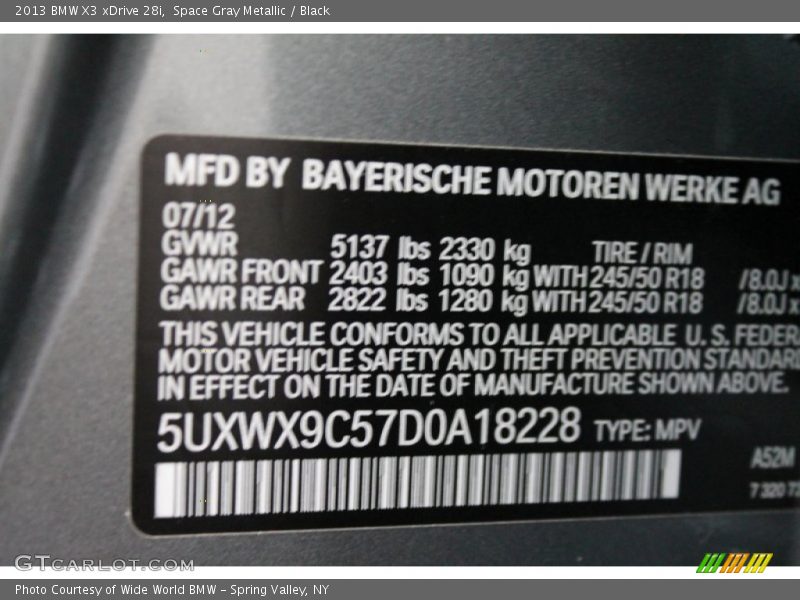 2013 BMW X3 xDrive 28i, Space Gray Metallic / Black
MFD BY BAYERISCHE MOTOREN WERKE AG
07/12
GVWR 5137 lbs 2330 kg TIRE / RIM
GAWR FRONT 2403 lbs 1090 kg WITH 245/50 R18 /8.0J x
GAWR REAR 2822 lbs 1280 kg WITH 245/50 R18 /8.0J x
THIS VEHICLE CONFORMS TO ALL APPLICABLE U. S. FEDER
MOTOR VEHICLE SAFETY AND THEFT PREVENTION STANDARD
IN EFFECT ON THE DATE OF MANUFACTURE SHOWN ABOVE.
5UXWX9C57D0A18228 TYPE: MPV
A52M
7 320 72
GTCARLOT.COM
Photo Courtesy of Wide World BMW - Spring Valley, NY